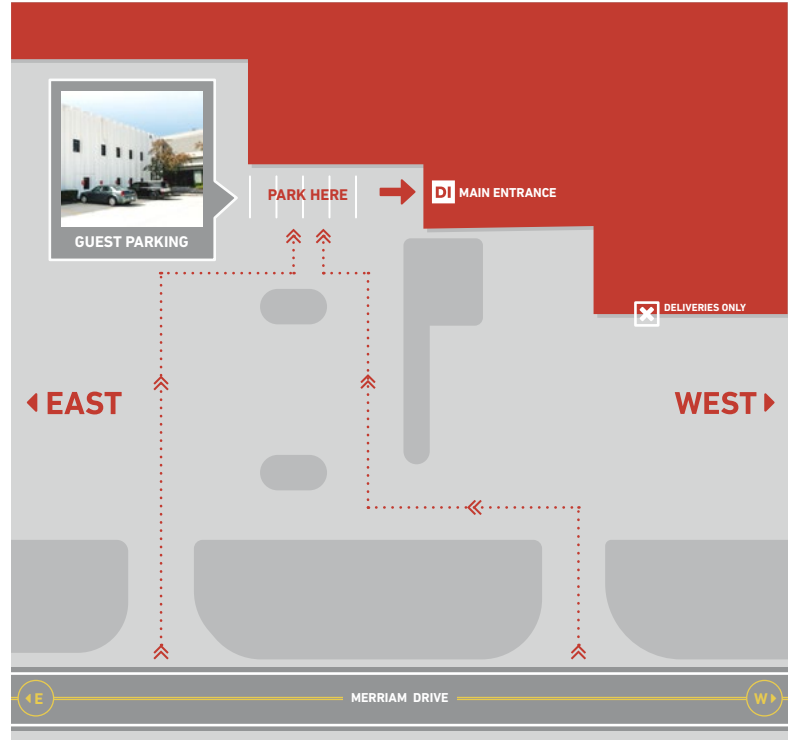 PARK HERE
DI MAIN ENTRANCE
GUEST PARKING
DELIVERIES ONLY
EAST
WEST
E
MERRIAM DRIVE
W